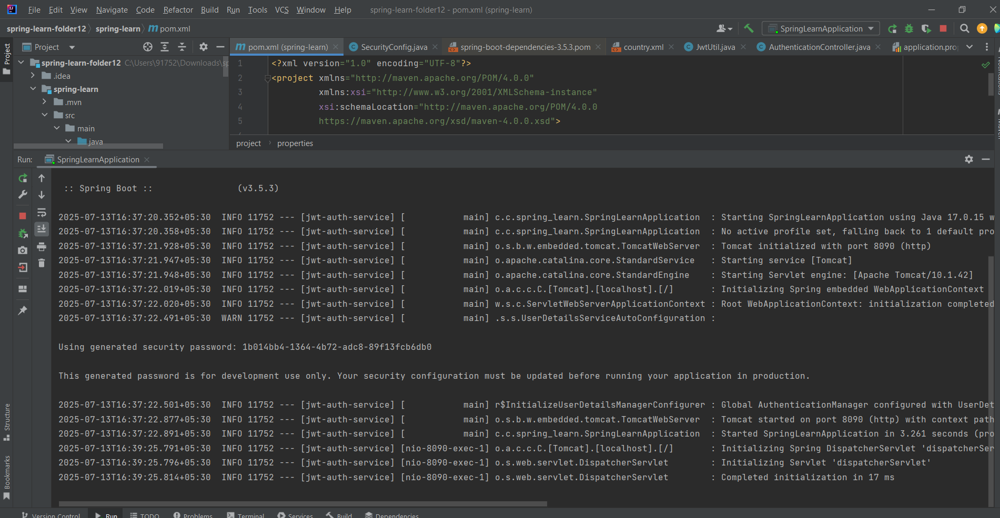 File Edit View Navigate Code Refactor Build Run Tools VCS Window Help spring-learn-folder12 - pom.xml (spring-learn)
spring-learn-folder12 spring-learn m pom.xml SpringLearnApplication
Project
Project
m pom.xml (spring-learn) SecurityConfig.java spring-boot-dependencies-3.5.3.pom country.xml JwtUtil.java AuthenticationController.java application.pro
spring-learn-folder12 C:\Users\91752\Downloads\sp
.idea
spring-learn
.mvn
src
main
java
1 <?xml version="1.0" encoding="UTF-8"?>
2 <project xmlns="http://maven.apache.org/POM/4.0.0"
3 xmlns:xsi="http://www.w3.org/2001/XMLSchema-instance"
4 xsi:schemaLocation="http://maven.apache.org/POM/4.0.0
5 https://maven.apache.org/xsd/maven-4.0.0.xsd">
project properties
Run: SpringLearnApplication
:: Spring Boot :: (v3.5.3)
2025-07-13T16:37:20.352+05:30 INFO 11752 --- [jwt-auth-service] [ main] c.c.spring_learn.SpringLearnApplication : Starting SpringLearnApplication using Java 17.0.15 w
2025-07-13T16:37:20.358+05:30 INFO 11752 --- [jwt-auth-service] [ main] c.c.spring_learn.SpringLearnApplication : No active profile set, falling back to 1 default pro
2025-07-13T16:37:21.928+05:30 INFO 11752 --- [jwt-auth-service] [ main] o.s.b.w.embedded.tomcat.TomcatWebServer : Tomcat initialized with port 8090 (http)
2025-07-13T16:37:21.947+05:30 INFO 11752 --- [jwt-auth-service] [ main] o.apache.catalina.core.StandardService : Starting service [Tomcat]
2025-07-13T16:37:21.948+05:30 INFO 11752 --- [jwt-auth-service] [ main] o.apache.catalina.core.StandardEngine : Starting Servlet engine: [Apache Tomcat/10.1.42]
2025-07-13T16:37:22.019+05:30 INFO 11752 --- [jwt-auth-service] [ main] o.a.c.c.C.[Tomcat].[localhost].[/] : Initializing Spring embedded WebApplicationContext
2025-07-13T16:37:22.020+05:30 INFO 11752 --- [jwt-auth-service] [ main] w.s.c.ServletWebServerApplicationContext : Root WebApplicationContext: initialization completed
2025-07-13T16:37:22.491+05:30 WARN 11752 --- [jwt-auth-service] [ main] .s.s.UserDetailsServiceAutoConfiguration :
Using generated security password: 1b014bb4-1364-4b72-adc8-89f13fcb6db0
This generated password is for development use only. Your security configuration must be updated before running your application in production.
2025-07-13T16:37:22.501+05:30 INFO 11752 --- [jwt-auth-service] [ main] r$InitializeUserDetailsManagerConfigurer : Global AuthenticationManager configured with UserDet
2025-07-13T16:37:22.877+05:30 INFO 11752 --- [jwt-auth-service] [ main] o.s.b.w.embedded.tomcat.TomcatWebServer : Tomcat started on port 8090 (http) with context path
2025-07-13T16:37:22.891+05:30 INFO 11752 --- [jwt-auth-service] [ main] c.c.spring_learn.SpringLearnApplication : Started SpringLearnApplication in 3.261 seconds (pro
2025-07-13T16:39:25.791+05:30 INFO 11752 --- [jwt-auth-service] [nio-8090-exec-1] o.a.c.c.C.[Tomcat].[localhost].[/] : Initializing Spring DispatcherServlet 'dispatcherSer
2025-07-13T16:39:25.796+05:30 INFO 11752 --- [jwt-auth-service] [nio-8090-exec-1] o.s.web.servlet.DispatcherServlet : Initializing Servlet 'dispatcherServlet'
2025-07-13T16:39:25.814+05:30 INFO 11752 --- [jwt-auth-service] [nio-8090-exec-1] o.s.web.servlet.DispatcherServlet : Completed initialization in 17 ms
Structure
Bookmarks
Version Control Run TODO Problems Terminal Services Build Dependencies